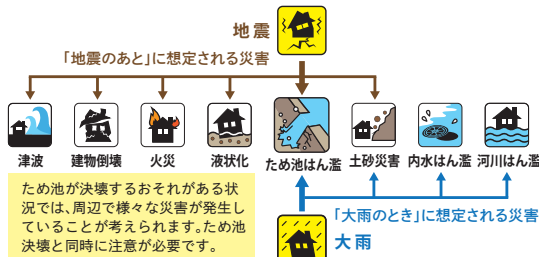 地震
「地震のあと」に想定される災害
津波 建物倒壊 火災 液状化 ため池はん濫 土砂災害 内水はん濫 河川はん濫
ため池が決壊するおそれがある状
況では、周辺で様々な災害が発生し
ていることが考えられます。ため池
決壊と同時に注意が必要です。
「大雨のとき」に想定される災害
大雨